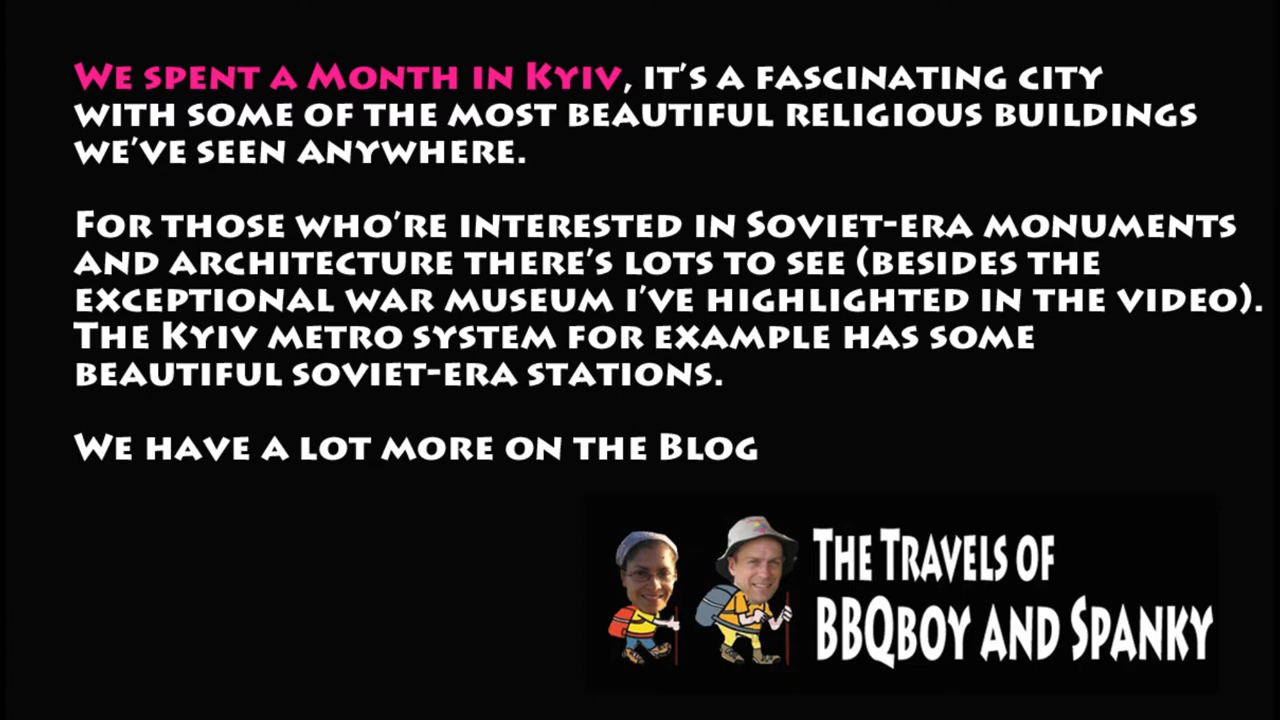 We spent a Month in Kyiv, it's a fascinating city
with some of the most beautiful religious buildings
we've seen anywhere.
For those who're interested in Soviet-era monuments
and architecture there's lots to see (besides the
exceptional war museum I've highlighted in the video).
The Kyiv metro system for example has some
beautiful soviet-era stations.
We have a lot more on the Blog
The Travels of
BBQboy and Spanky